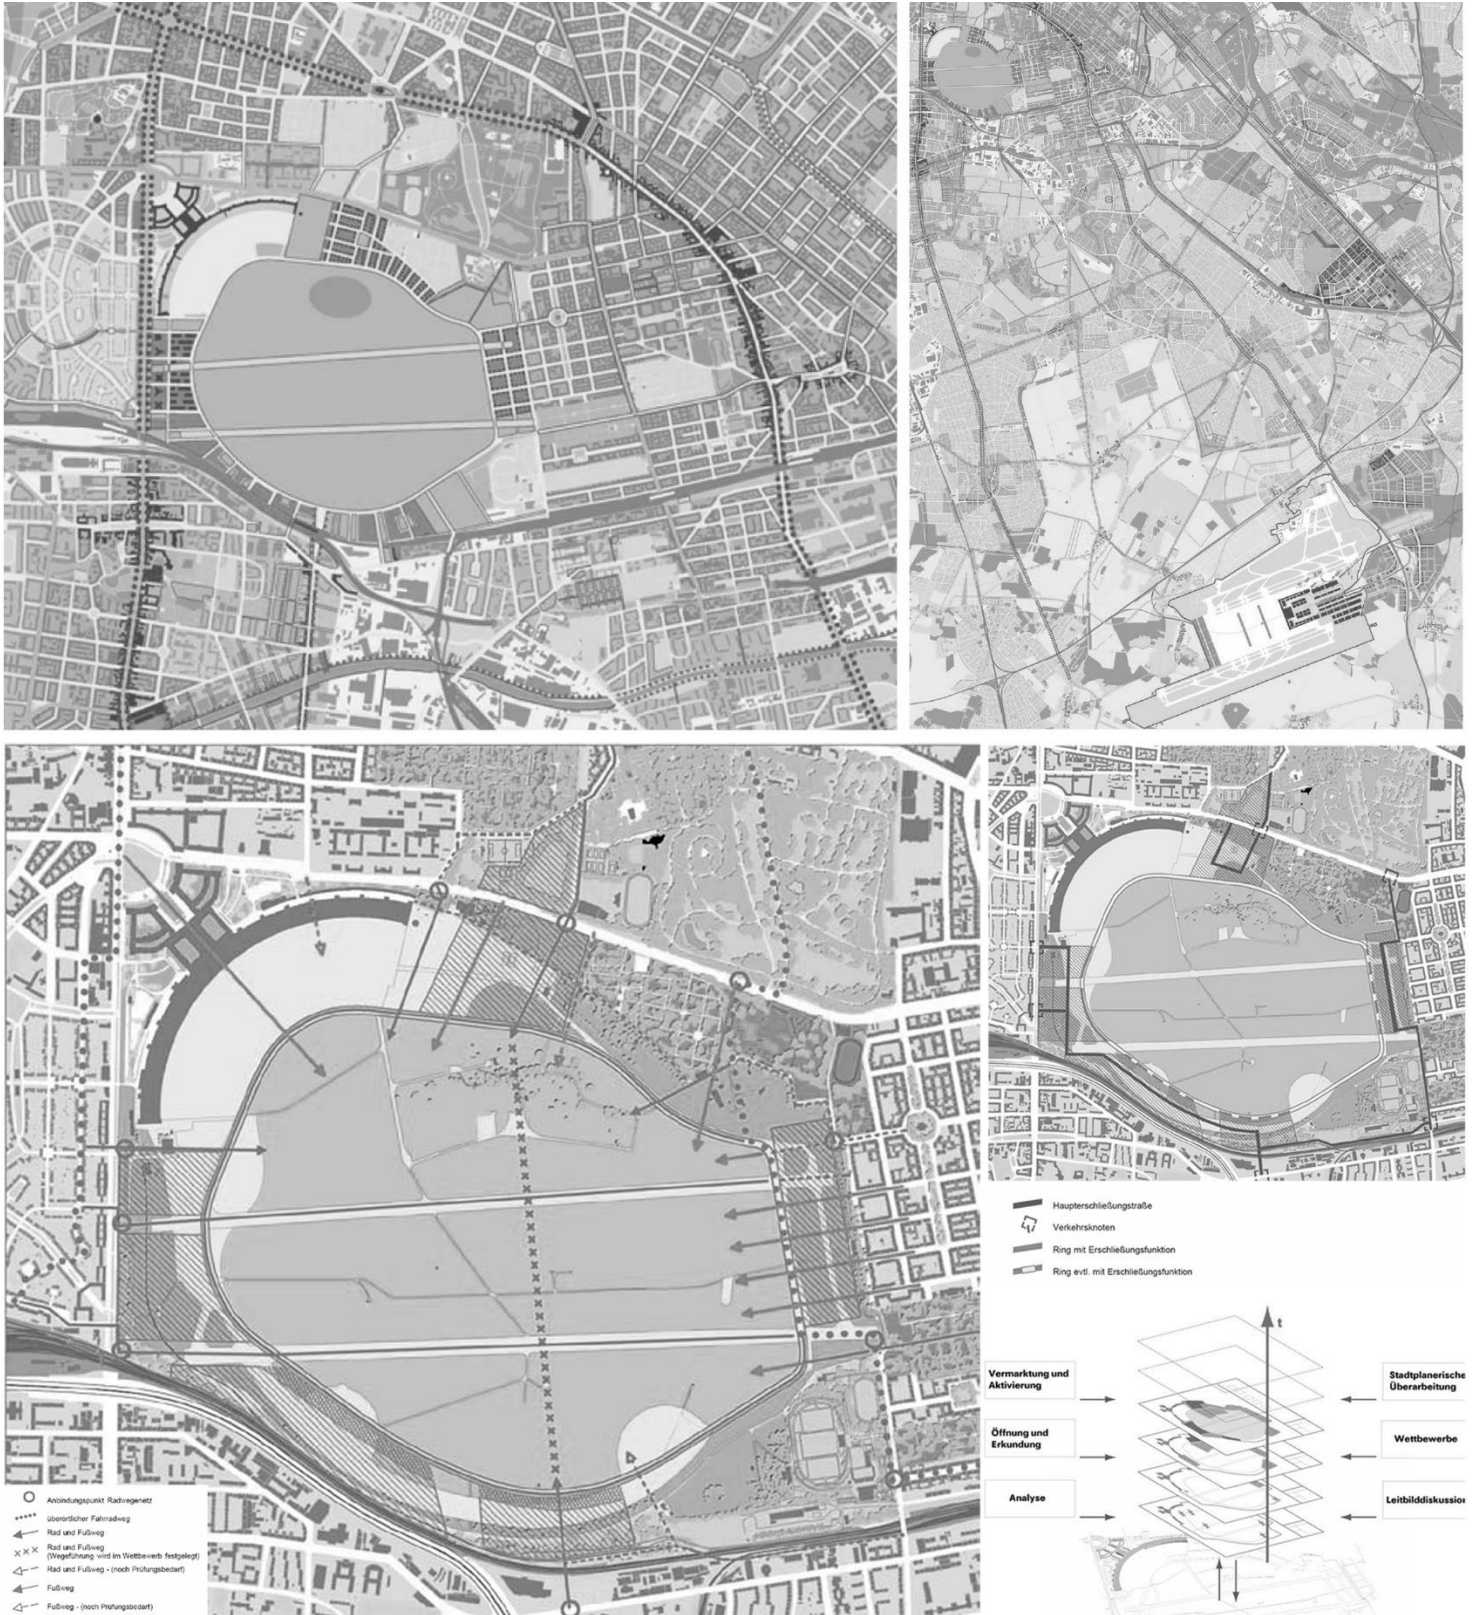 Haupterschließungstraße
Verkehrsknoten
Ring mit Erschließungsfunktion
Ring evtl. mit Erschließungsfunktion
t
Vermarktung und
Aktivierung
Stadtplanerische
Überarbeitung
Öffnung und
Erkundung
Wettbewerbe
Analyse
Leitbilddiskussion
Anbindungspunkt Radwegenetz
überörtlicher Fahrradweg
Rad und Fußweg
Rad und Fußweg
(Wegeführung wird im Wettbewerb festgelegt)
Rad und Fußweg - (noch Prüfungsbedarf)
Fußweg
Fußweg - (noch Prüfungsbedarf)